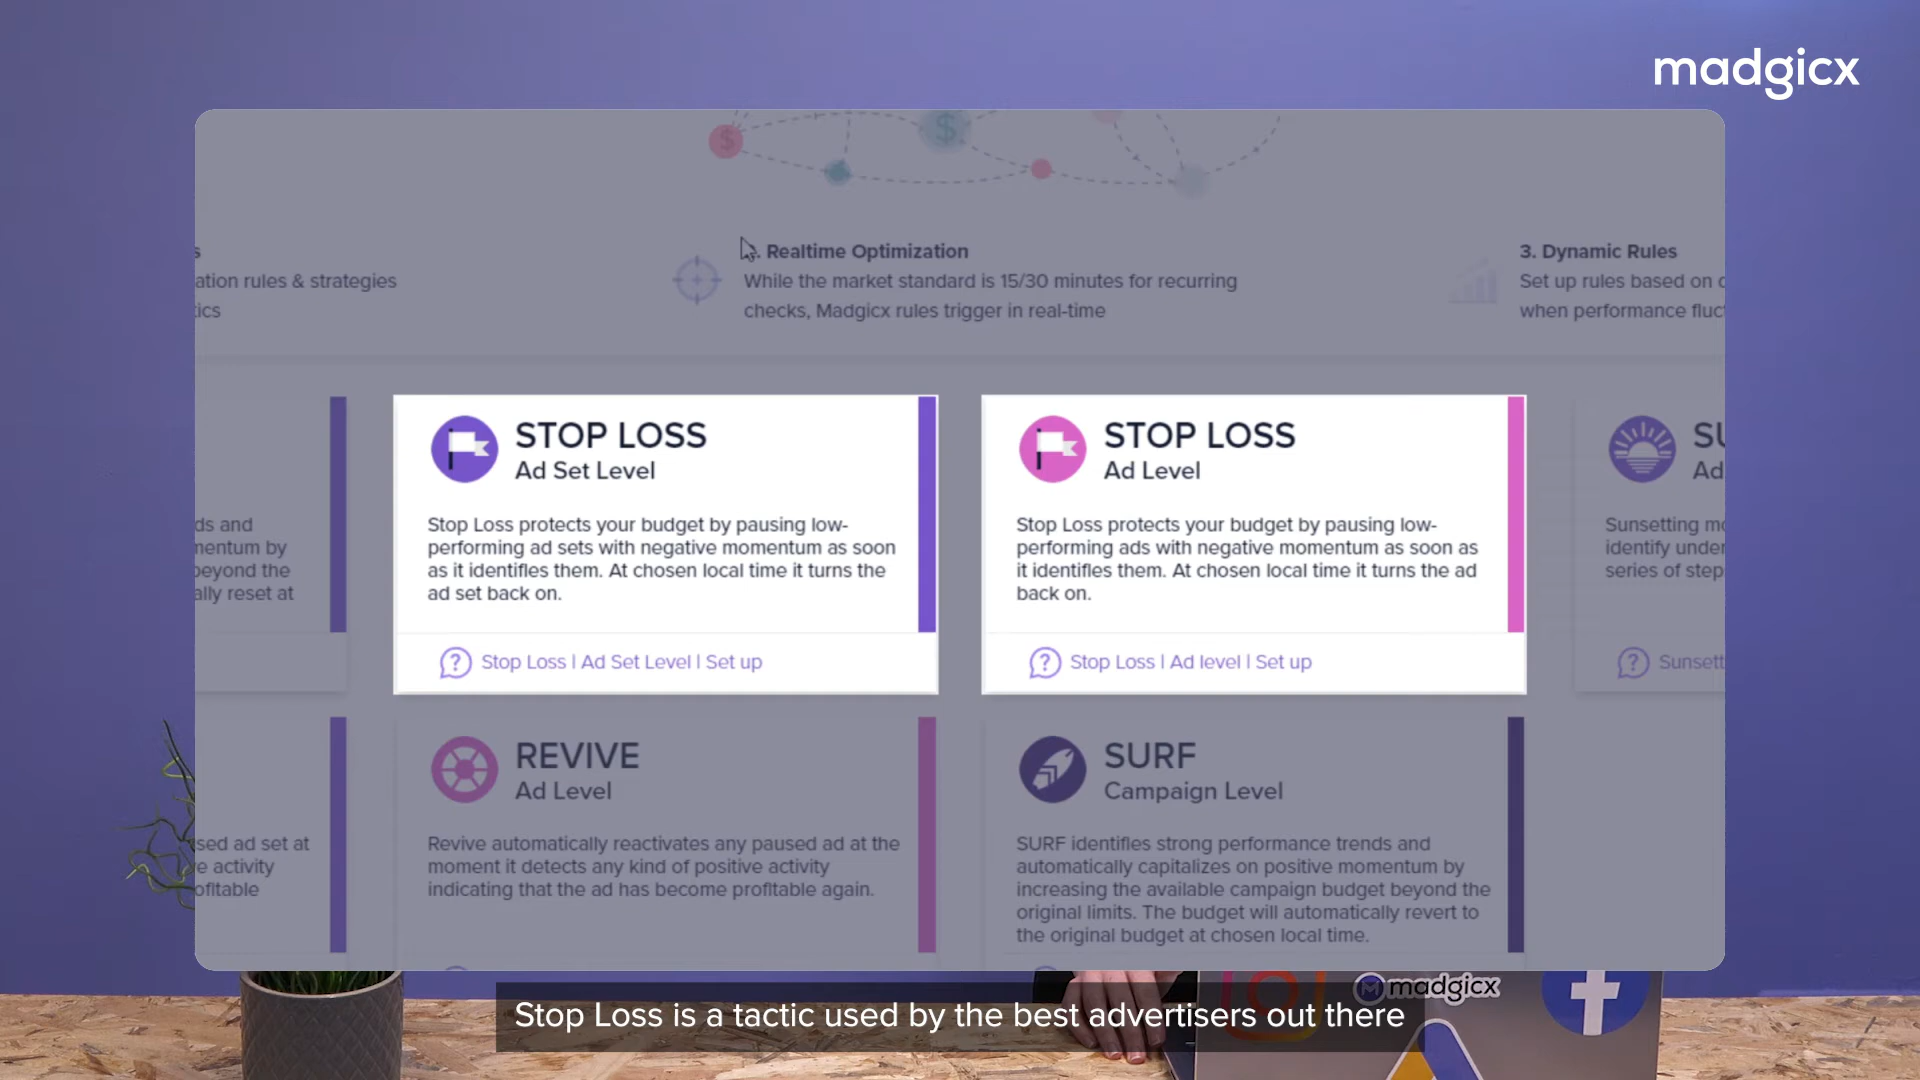 madgicx
s
ation rules & strategies
tics
. Realtime Optimization
While the market standard is 15/30 minutes for recurring
checks, Madgicx rules trigger in real-time
3. Dynamic Rules
Set up rules based on
when performance fluc
STOP LOSS
Ad Set Level
Stop Loss protects your budget by pausing low-
performing ad sets with negative momentum as soon
as it identifies them. At chosen local time it turns the
ad set back on.
Stop Loss | Ad Set Level | Set up
STOP LOSS
Ad Level
Stop Loss protects your budget by pausing low-
performing ads with negative momentum as soon as
it identifies them. At chosen local time it turns the ad
back on.
Stop Loss | Ad level | Set up
SU
Ad
Sunsetting mo
identify under
series of step
Sunsett
ds and
mentum by
beyond the
ally reset at
REVIVE
Ad Level
Revive automatically reactivates any paused ad at the
moment it detects any kind of positive activity
indicating that the ad has become profitable again.
SURF
Campaign Level
SURF identifies strong performance trends and
automatically capitalizes on positive momentum by
increasing the available campaign budget beyond the
original limits. The budget will automatically revert to
the original budget at chosen local time.
sed ad set at
e activity
ofitable
madgicx
Stop Loss is a tactic used by the best advertisers out there